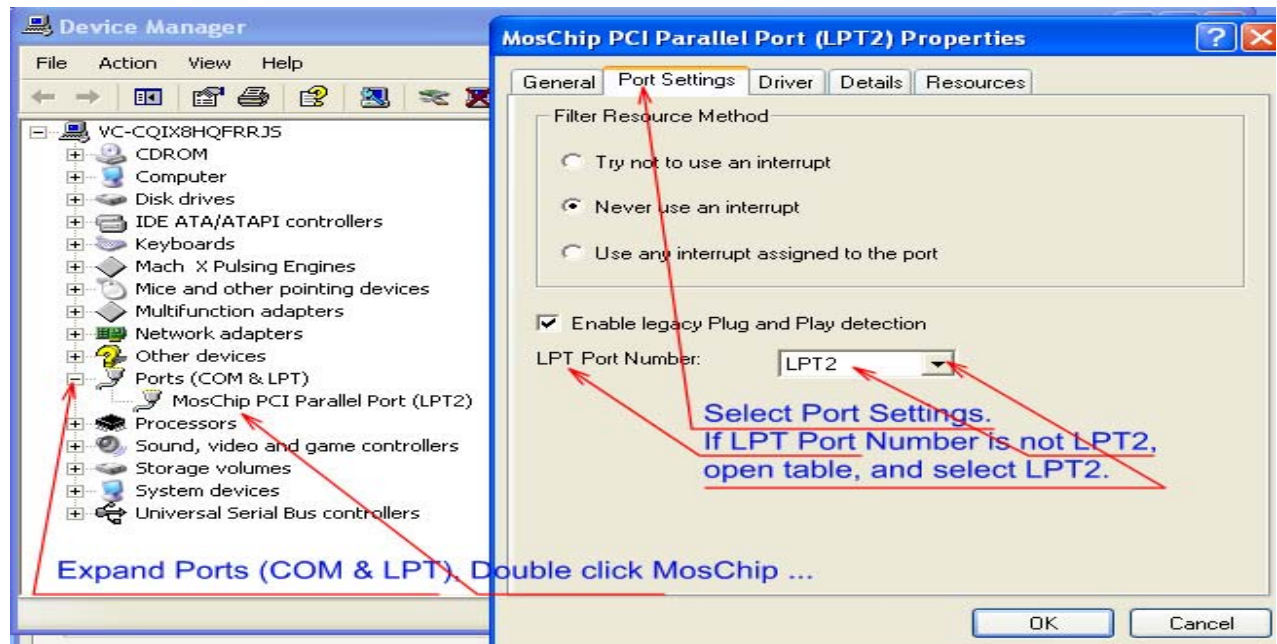 Device Manager
File Action View Help
VC-CQIX8HQFRRJS
CDROM
Computer
Disk drives
IDE ATA/ATAPI controllers
Keyboards
Mach X Pulsing Engines
Mice and other pointing devices
Multifunction adapters
Network adapters
Other devices
Ports (COM & LPT)
MosChip PCI Parallel Port (LPT2)
Processors
Sound, video and game controllers
Storage volumes
System devices
Universal Serial Bus controllers
Expand Ports (COM & LPT), Double click MosChip ...
MosChip PCI Parallel Port (LPT2) Properties
General Port Settings Driver Details Resources
Filter Resource Method
Try not to use an interrupt
Never use an interrupt
Use any interrupt assigned to the port
Enable legacy Plug and Play detection
LPT Port Number: LPT2
Select Port Settings.
If LPT Port Number is not LPT2,
open table, and select LPT2.
OK Cancel